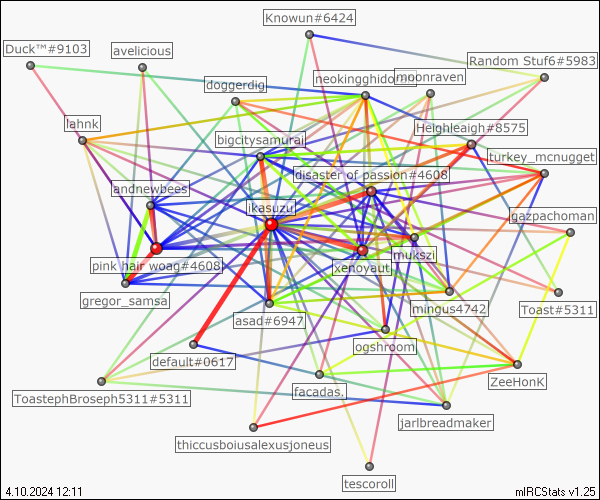 Knowun#6424
Duck™#9103
avelicious
Random Stuf6#5983
doggerdig
neokingghidora
moonraven
lahnk
Heighleaigh#8575
bigcitysamurai
turkey_mcnugget
disaster of passion#4608
andnewbees
ikasuzu
gazpachoman
mukszi
pink hair woag#4608
xenoyaut
gregor_samsa
mingus4742
Toast#5311
asad#6947
ogshroom
default#0617
ZeeHonK
ToastephBroseph5311#5311
facadas.
jarlbreadmaker
thiccusboiusalexusjoneus
tescoroll
4.10.2024 12:11
mIRCStats v1.25